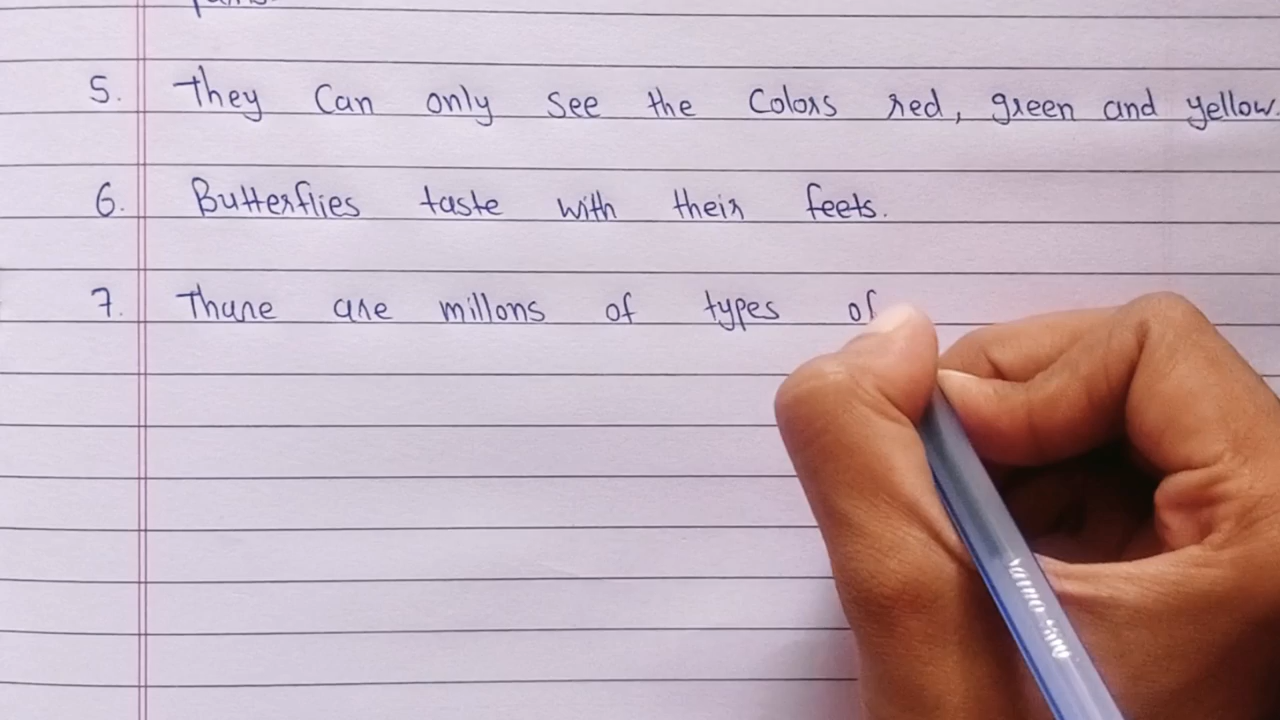 5. They Can only See the Colors red, green and yellow.
6. Butterflies taste with their feets.
7. Thare are millons of types of